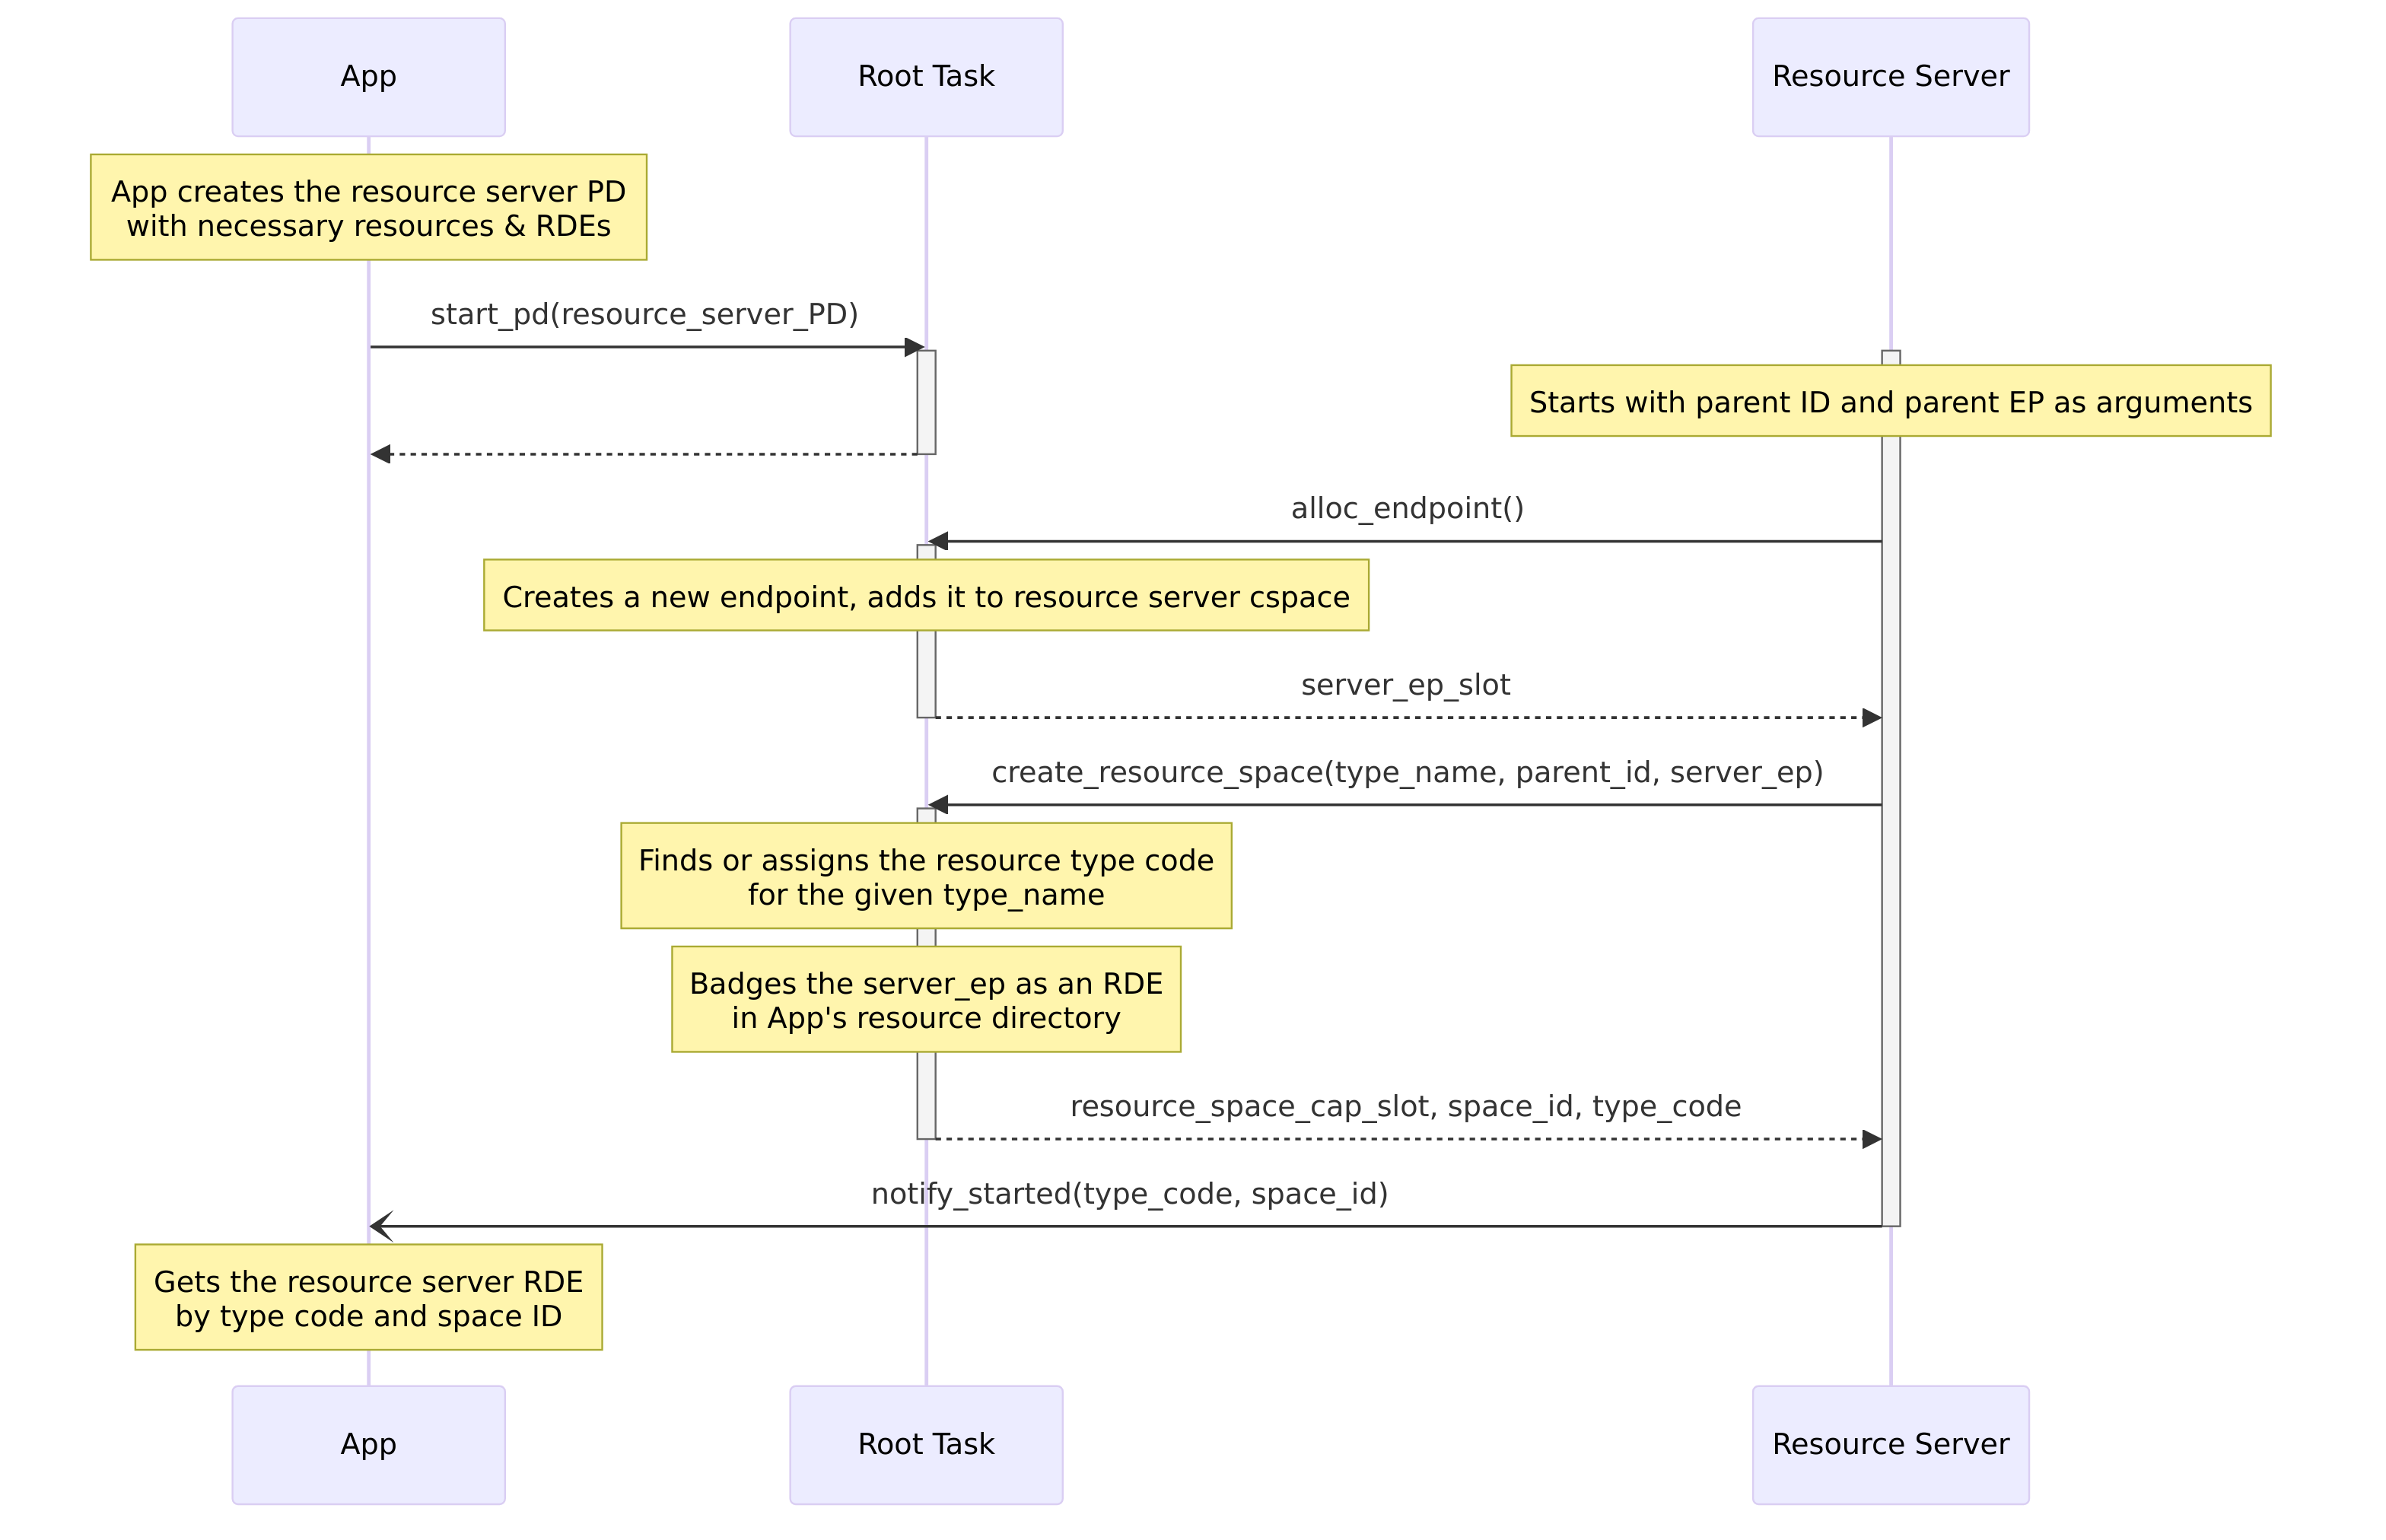 App
Root Task
Resource Server
App creates the resource server PD
with necessary resources & RDEs
start_pd(resource_server_PD)
Starts with parent ID and parent EP as arguments
alloc_endpoint()
Creates a new endpoint, adds it to resource server cspace
server_ep_slot
create_resource_space(type_name, parent_id, server_ep)
Finds or assigns the resource type code
for the given type_name
Badges the server_ep as an RDE
in App's resource directory
resource_space_cap_slot, space_id, type_code
notify_started(type_code, space_id)
Gets the resource server RDE
by type code and space ID
App
Root Task
Resource Server